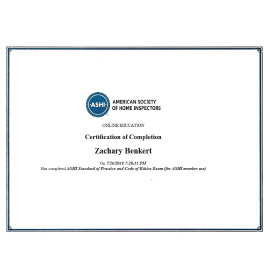 ASHI
AMERICAN SOCIETY
OF HOME INSPECTORS
ONLINE EDUCATION
Certification of Completion
Zachary Benkert
On 7/26/2018 7:20:11 PM
Has completed ASHI Standard of Practice and Code of Ethics Exam (for ASHI member use)